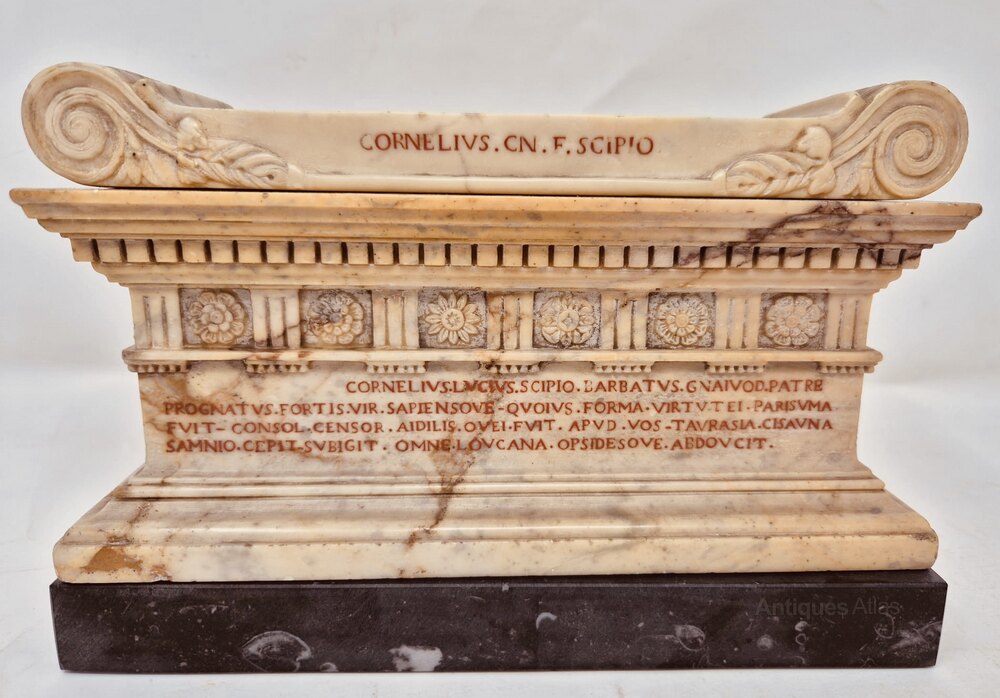 CORNELIVS.CN.F.SCIPIO
CORNELIVS.LVCIVS.SCIPIO.BARBATVS.GNAIVOD.PATRE
PROGNATVS.FORTIS.VIR.SAPIENSQVE-QVOIVS.FORMA.VIRTVTEI.PARISVMA
FVIT-CONSOL.CENSOR.AIDILIS.QVEI.FVIT.APVD.VOS-TAVRASIA.CISAVNA
SAMNIO.CEPIT-SVBIGIT.OMNE.LOVCANA.OPSIDESQVE.ABDOVCIT.
Antiques Atlas